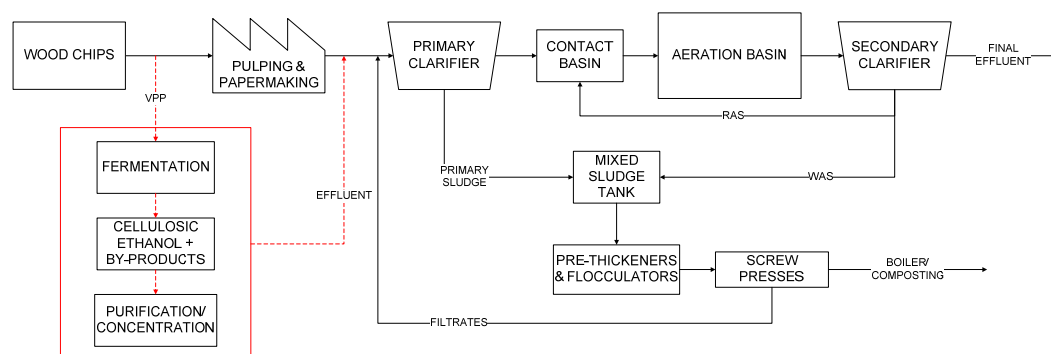 WOOD CHIPS
PULPING &
PAPERMAKING
PRIMARY
CLARIFIER
CONTACT
BASIN
AERATION BASIN
SECONDARY
CLARIFIER
FINAL
EFFLUENT
VPP
RAS
FERMENTATION
PRIMARY
SLUDGE
MIXED
SLUDGE
TANK
WAS
EFFLUENT
CELLULOSIC
ETHANOL +
BY-PRODUCTS
PRE-THICKENERS
& FLOCCULATORS
SCREW
PRESSES
BOILER/
COMPOSTING
PURIFICATION/
CONCENTRATION
FILTRATES